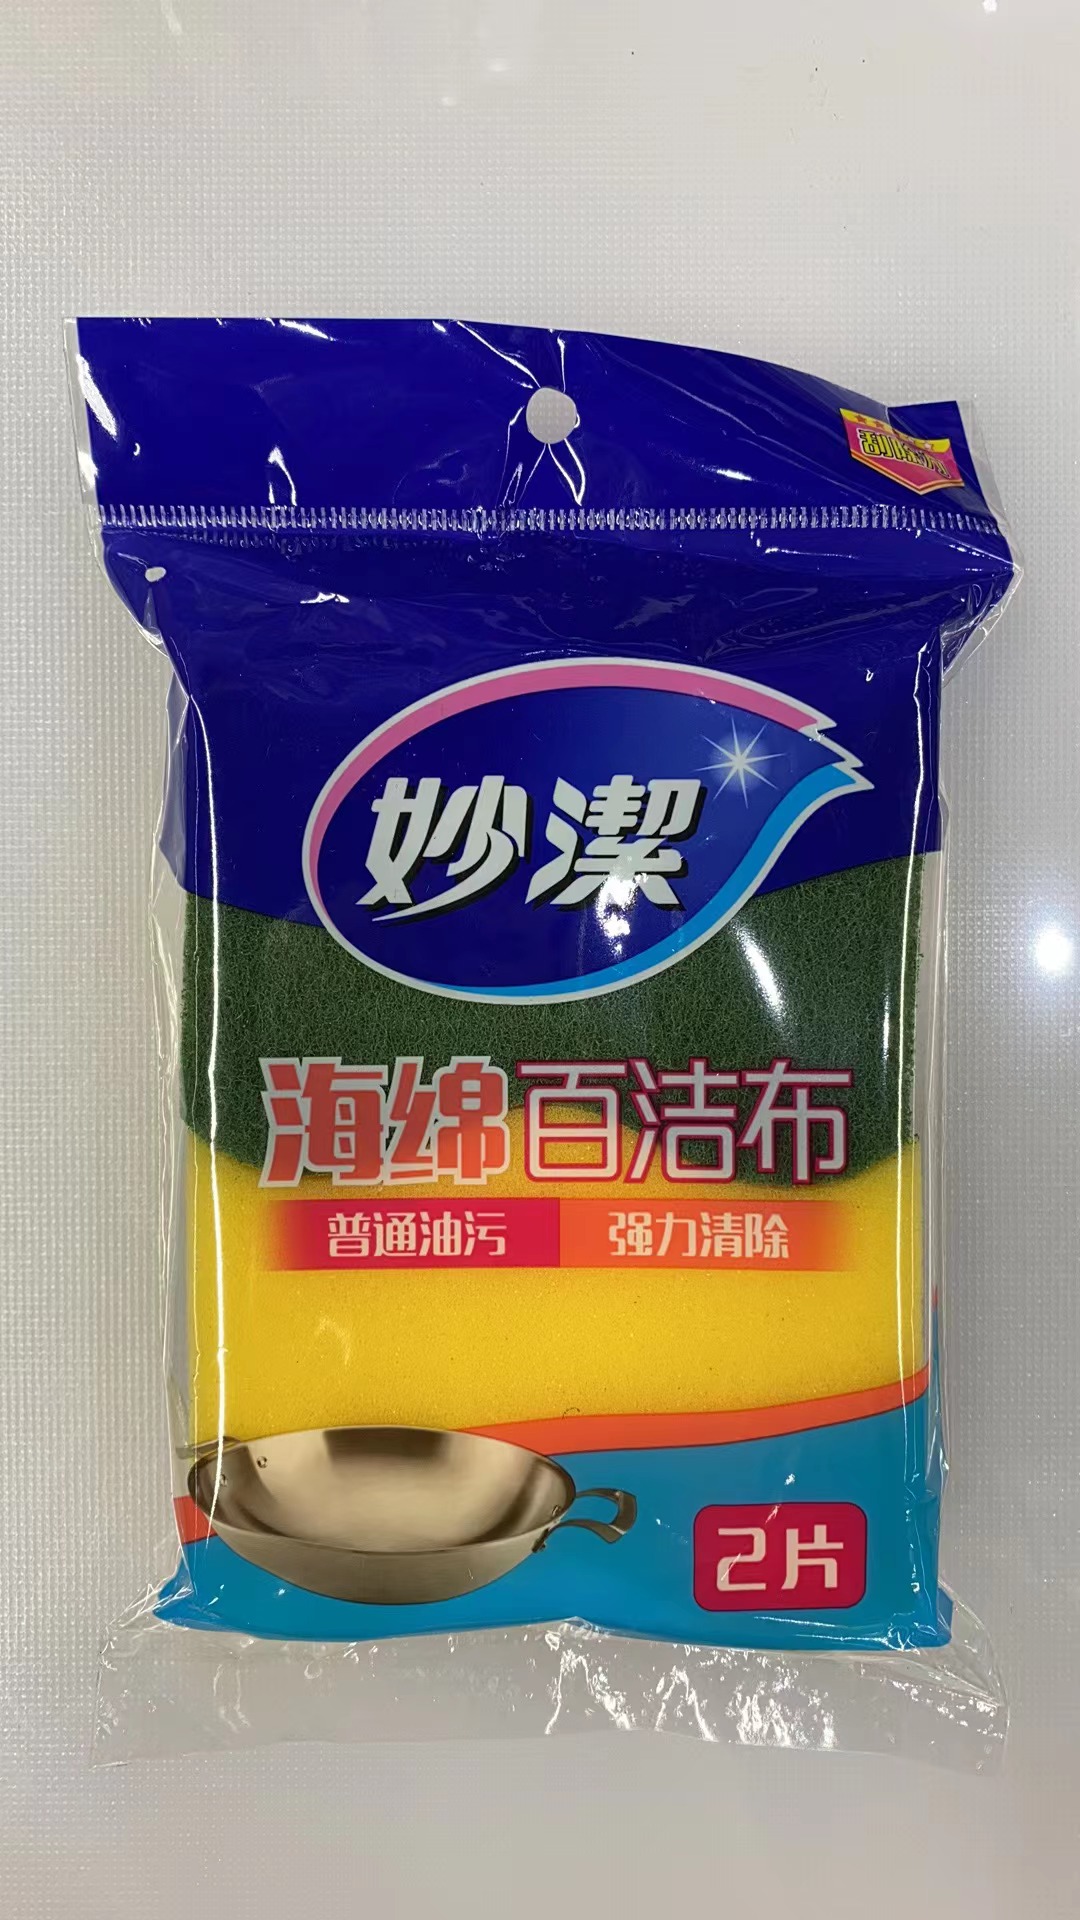 妙潔
海绵百洁布
普通油污 强力清除
2片